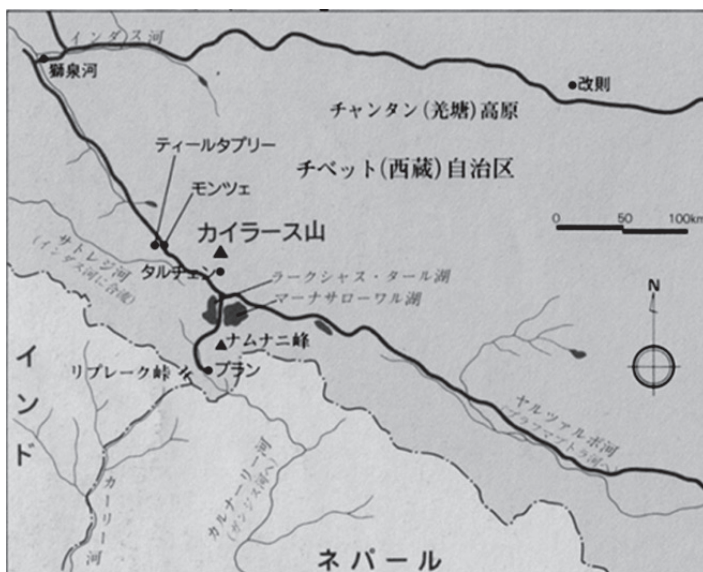 インダス河
獅泉河
改則
チャンタン(羌塘)高原
ティールタプリー
チベット(西蔵)自治区
モンツェ
カイラース山
0 50 100km
サトレジ河
(インダス河に合流)
タルチェン
ラークシャス・タール湖
マーナサローワル湖
N
ナムナニ峰
リプレーク峠
プラン
インド
ヤルツァルポ河
(ブラフマプトラ河へ)
カーリー河
カルナーリー河
(ガンジス河へ)
ネパール